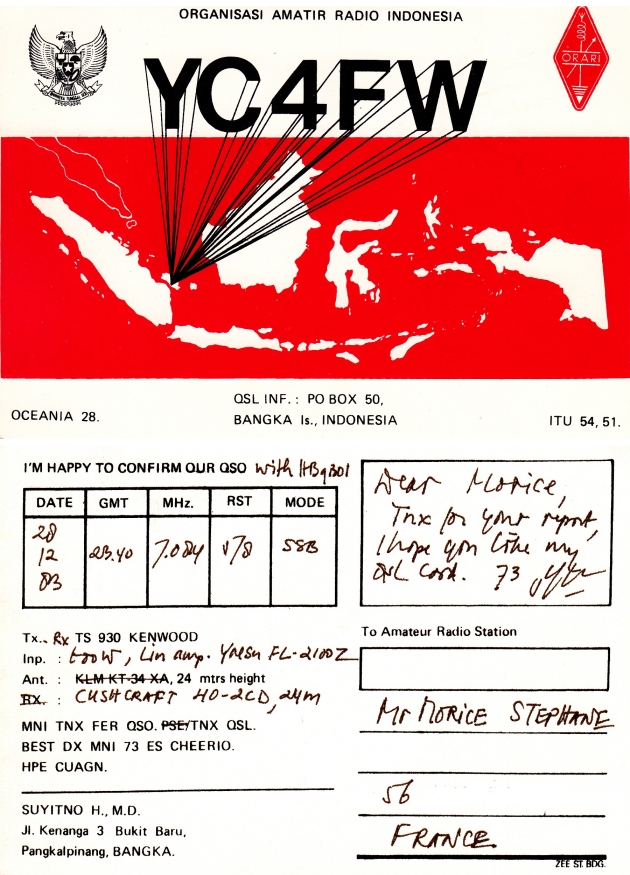 ORGANISASI AMATIR RADIO INDONESIA
ORARI
YC4FW
OCEANIA 28.
QSL INF. : PO BOX 50,
BANGKA Is., INDONESIA
ITU 54, 51.
I'M HAPPY TO CONFIRM OUR QSO with HB9BOI
DATE GMT MHz. RST MODE
28
12
83
23.40 7.084 SSB
Dear Morice,
Tnx for your report,
I hope you like my
QSL Card. 73
Tx.. Rx TS 930 KENWOOD
Inp. : 600W, Lin amp. Yaesu FL-2100Z
Ant. : KLM KT-34 XA, 24 mtrs height
RX. : CUSHCRAFT 40-2CD, 24m
MNI TNX FER QSO. PSE/TNX QSL.
BEST DX MNI 73 ES CHEERIO.
HPE CUAGN.
SUYITNO H., M.D.
Jl. Kenanga 3 Bukit Baru,
Pangkalpinang, BANGKA.
To Amateur Radio Station
Mr MORICE STEPHANE
56
FRANCE.
ZEE ST. BDG.